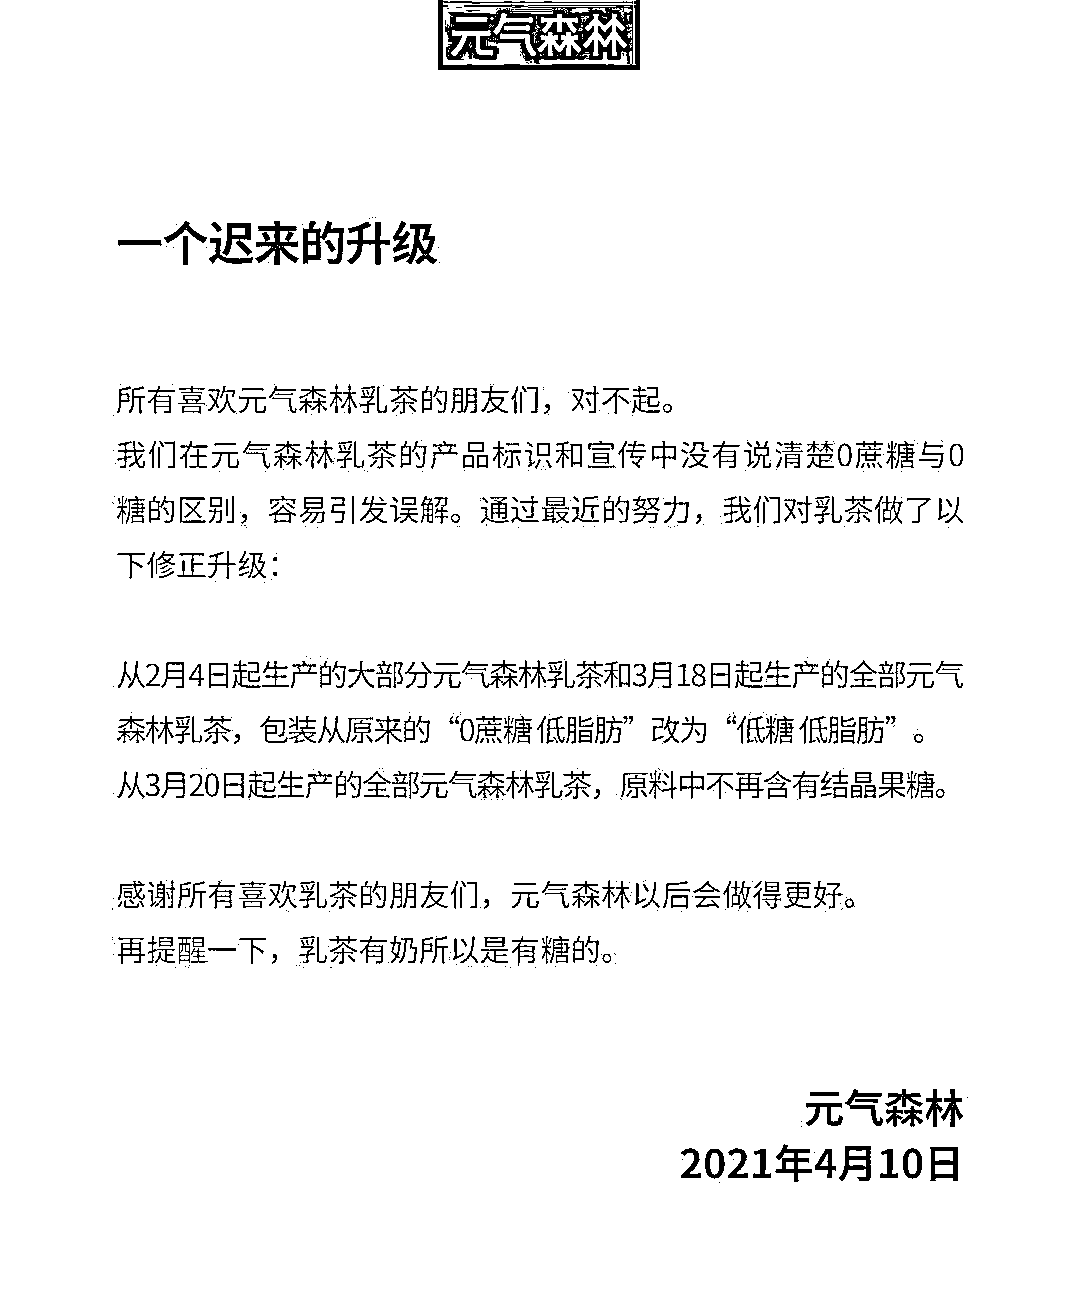 元气森林
一个迟来的升级
所有喜欢元气森林乳茶的朋友们，对不起。
我们在元气森林乳茶的产品标识和宣传中没有说清楚0蔗糖与0
糖的区别，容易引发误解。通过最近的努力，我们对乳茶做了以
下修正升级：
从2月4日起生产的大部分元气森林乳茶和3月18日起生产的全部元气
森林乳茶，包装从原来的“0蔗糖 低脂肪”改为“低糖 低脂肪”。
从3月20日起生产的全部元气森林乳茶，原料中不再含有结晶果糖。
感谢所有喜欢乳茶的朋友们，元气森林以后会做得更好。
再提醒一下，乳茶有奶所以是有糖的。
元气森林
2021年4月10日